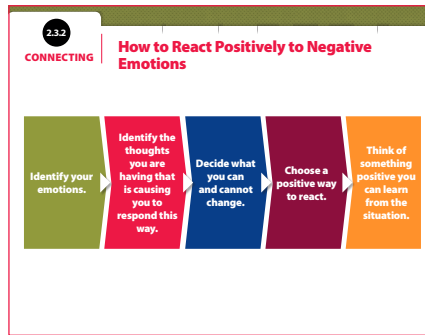 2.3.2
CONNECTING
How to React Positively to Negative
Emotions
Identify your
emotions.
Identify the
thoughts
you are
having that
is causing
you to
respond this
way.
Decide what
you can
and cannot
change.
Choose a
positive way
to react.
Think of
something
positive you
can learn
from the
situation.